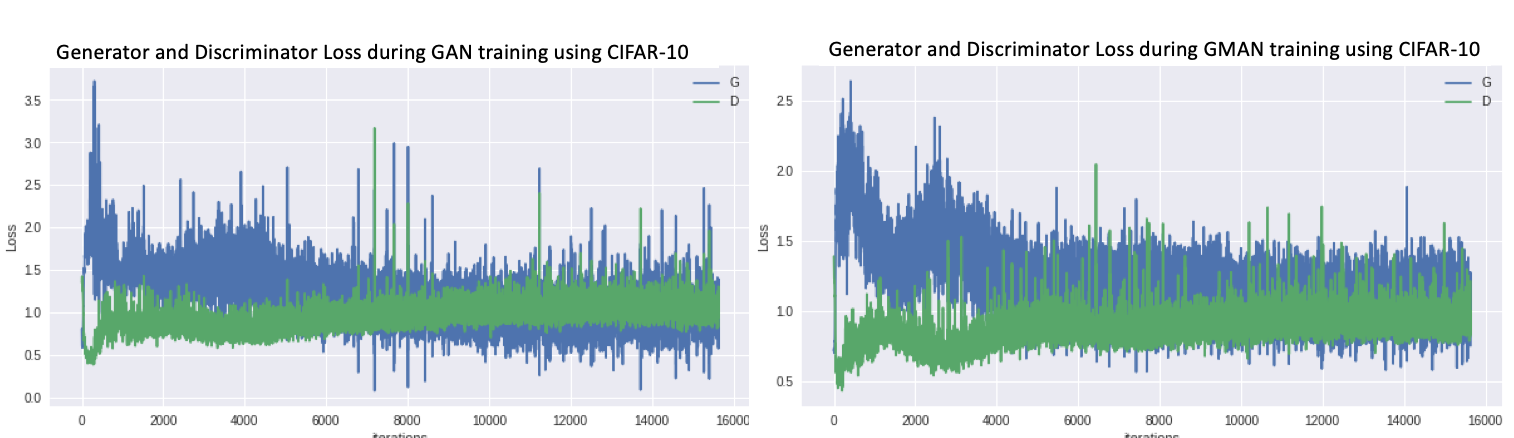 Generator and Discriminator Loss during GAN training using CIFAR-10
G
D
3.5
3.0
2.5
2.0
1.5
1.0
0.5
0.0
Loss
0 2000 4000 6000 8000 10000 12000 14000 16000
iterations
Generator and Discriminator Loss during GMAN training using CIFAR-10
G
D
2.5
2.0
1.5
1.0
0.5
Loss
0 2000 4000 6000 8000 10000 12000 14000 16000
iterations